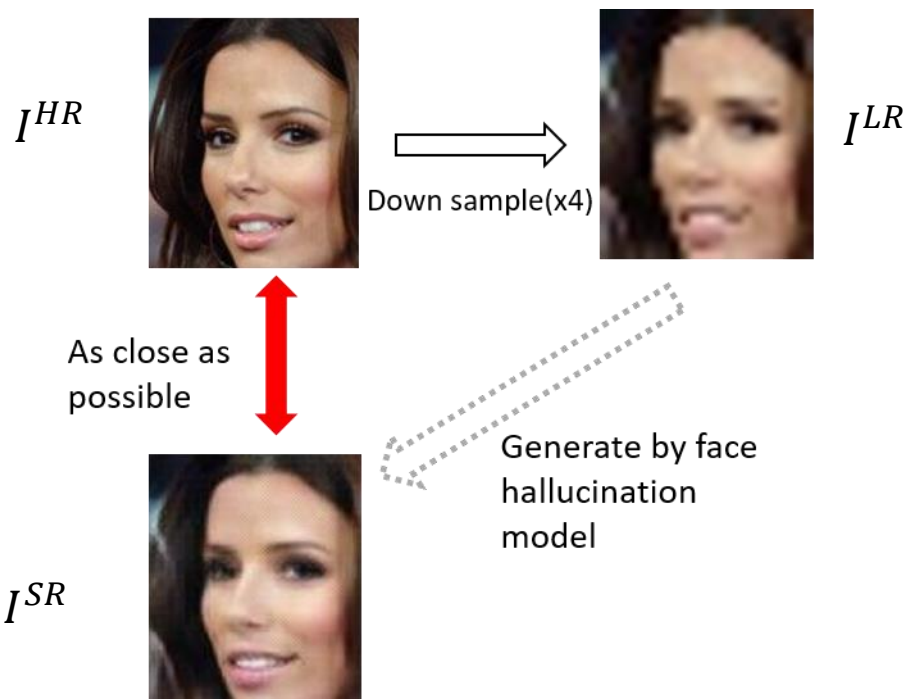 I^{HR}
I^{LR}
Down sample(x4)
As close as
possible
Generate by face
hallucination
model
I^{SR}